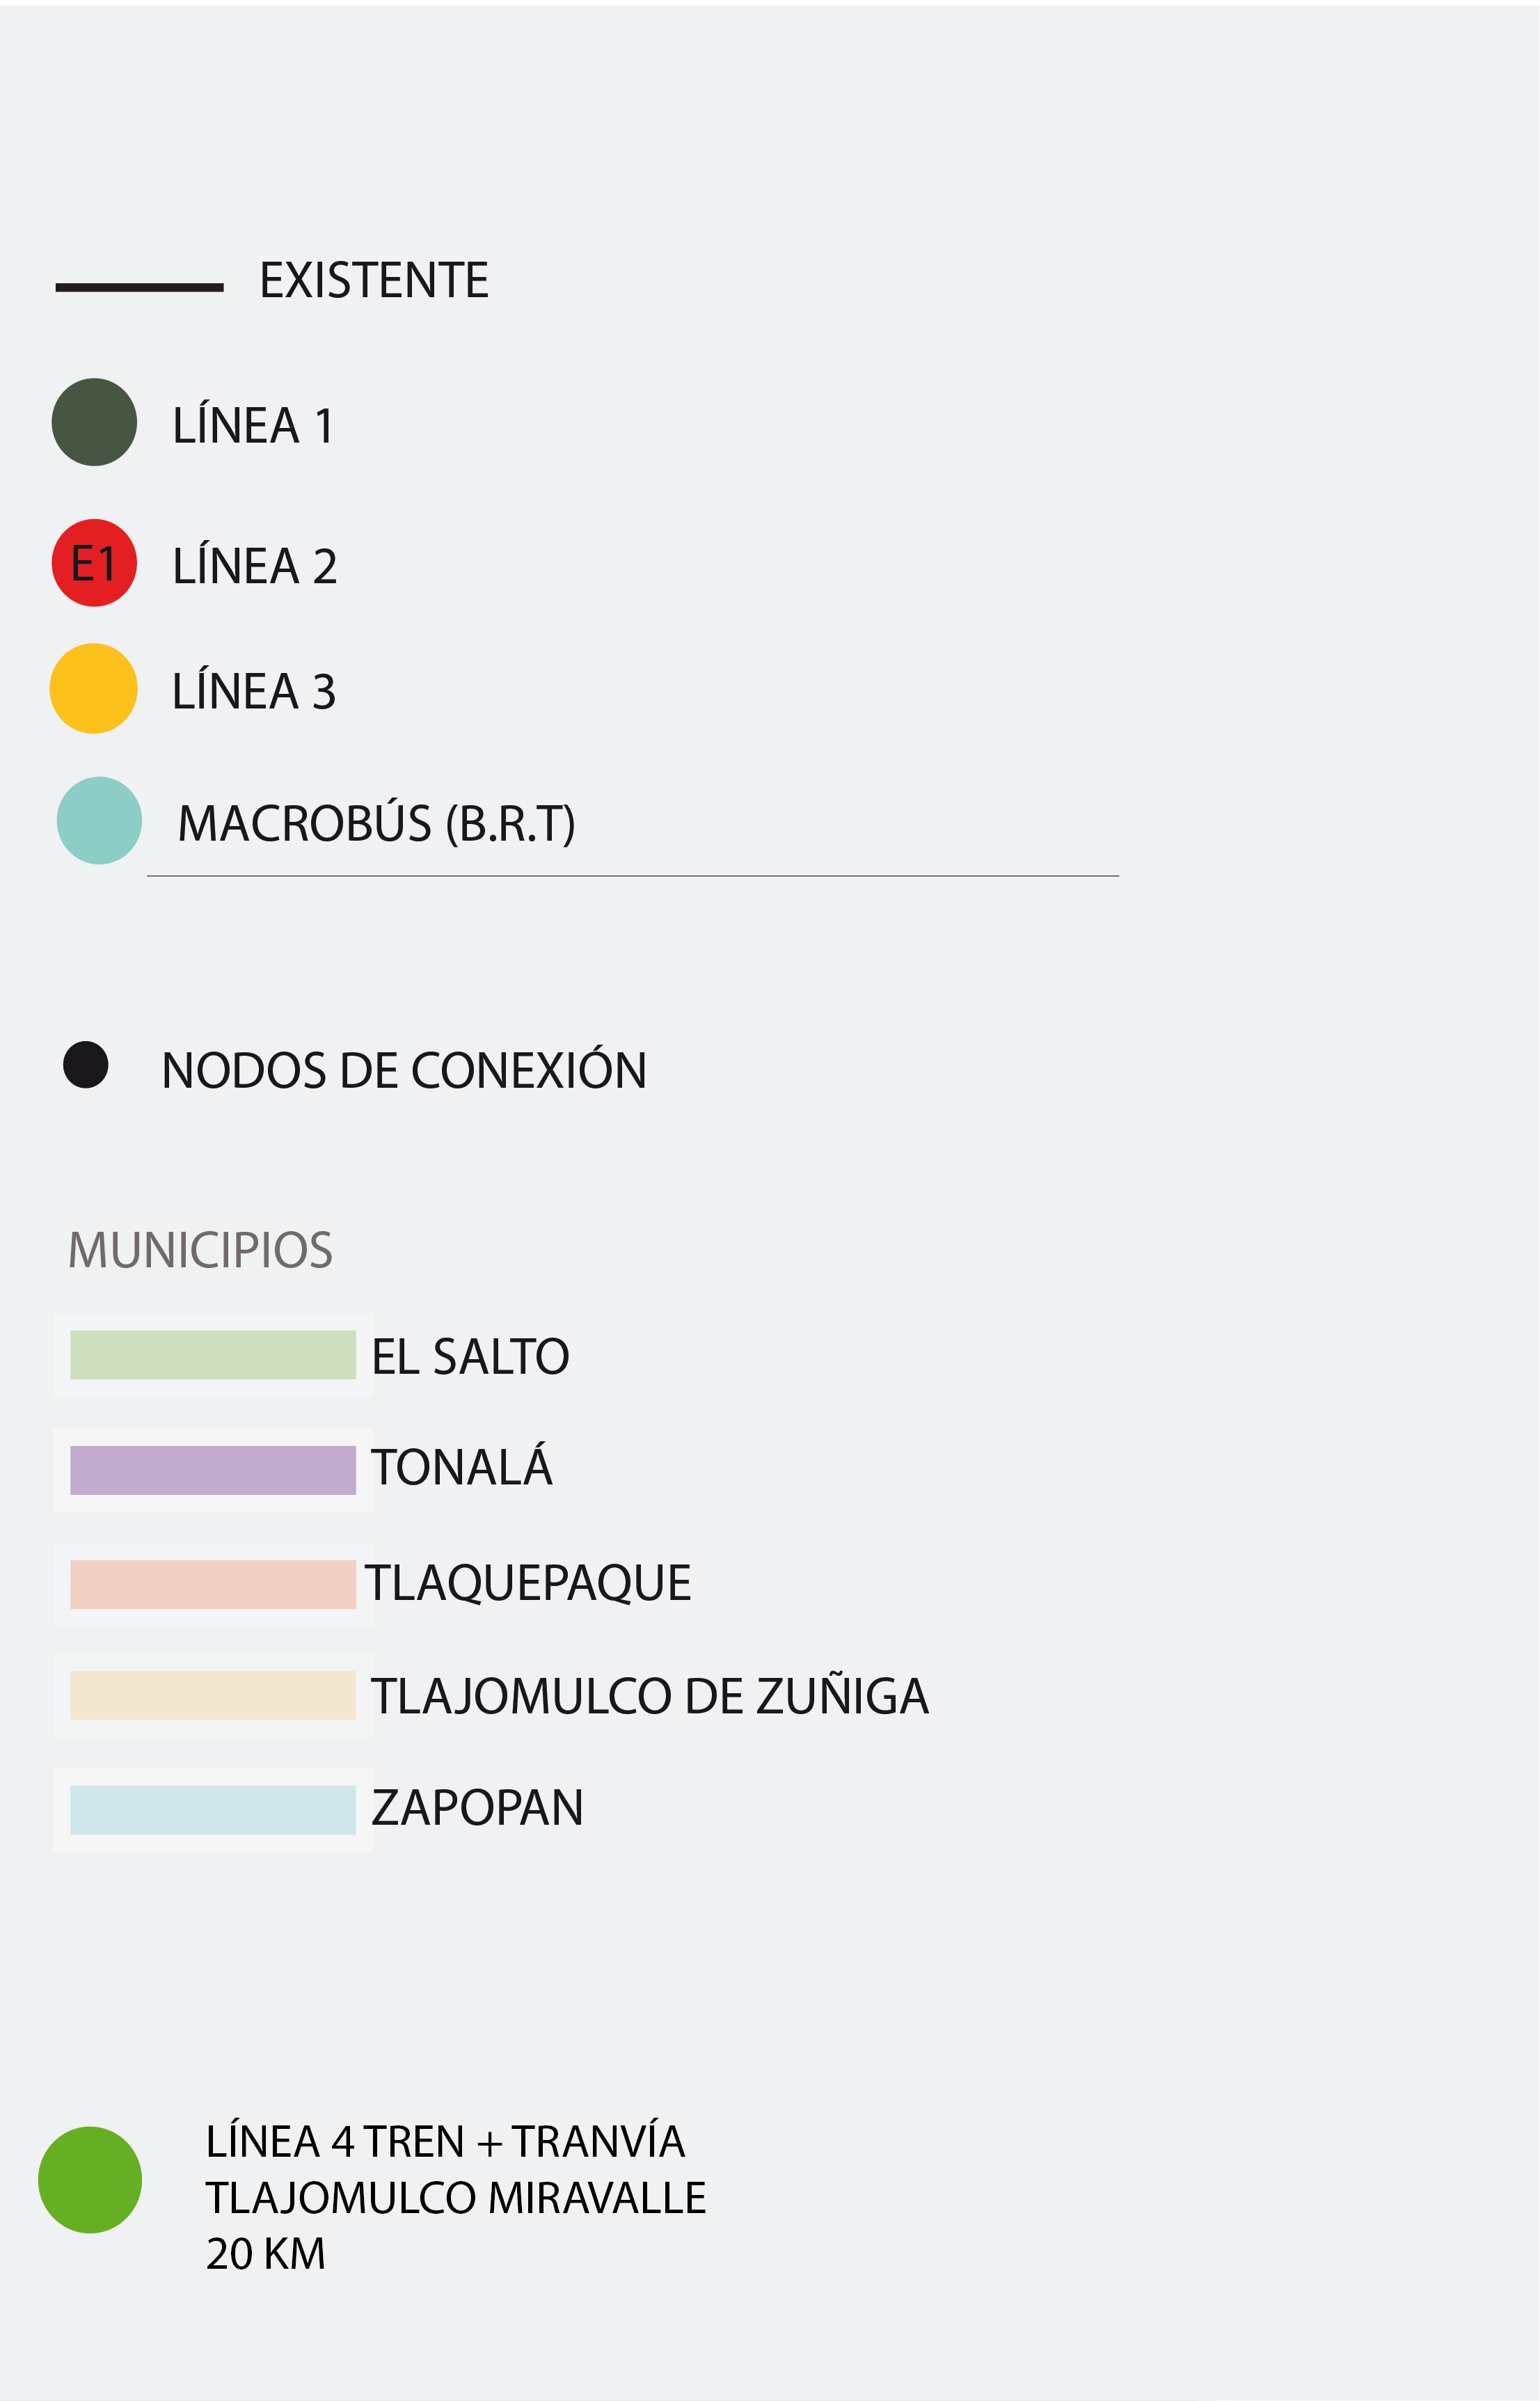 EXISTENTE
LÍNEA 1
E1 LÍNEA 2
LÍNEA 3
MACROBÚS (B.R.T)
NODOS DE CONEXIÓN
MUNICIPIOS
EL SALTO
TONALÁ
TLAQUEPAQUE
TLAJOMULCO DE ZUÑIGA
ZAPOPAN
LÍNEA 4 TREN + TRANVÍA
TLAJOMULCO MIRAVALLE
20 KM